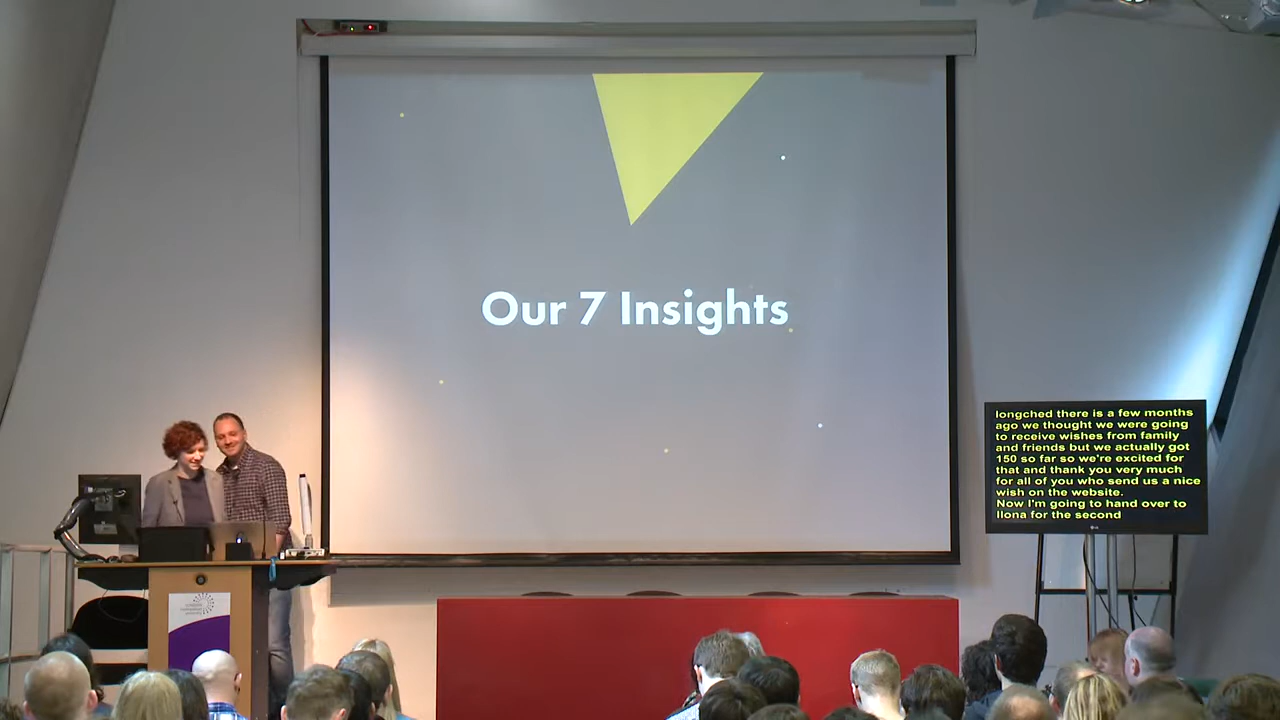 Our 7 Insights
longched there is a few months
ago we thought we were going
to receive wishes from family
and friends but we actually got
150 so far so we're excited for
that and thank you very much
for all of you who send us a nice
wish on the website.
Now I'm going to hand over to
Ilona for the second
LG